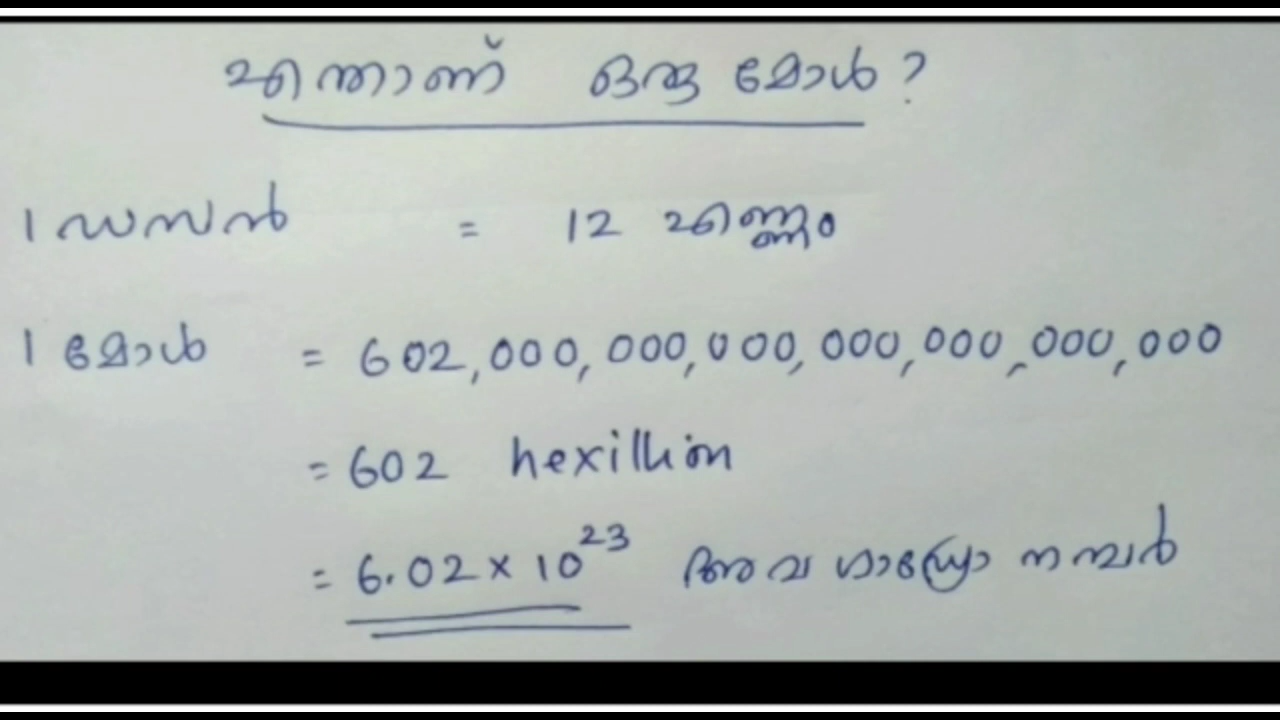 എന്താണ് ഒരു മോൾ?
1 ഡസൻ = 12 എണ്ണം
1 മോൾ = 602,000,000,000,000,000,000,000
= 602 hexillion
= 6.02 × 10²³ അവഗാഡ്രോ നമ്പർ